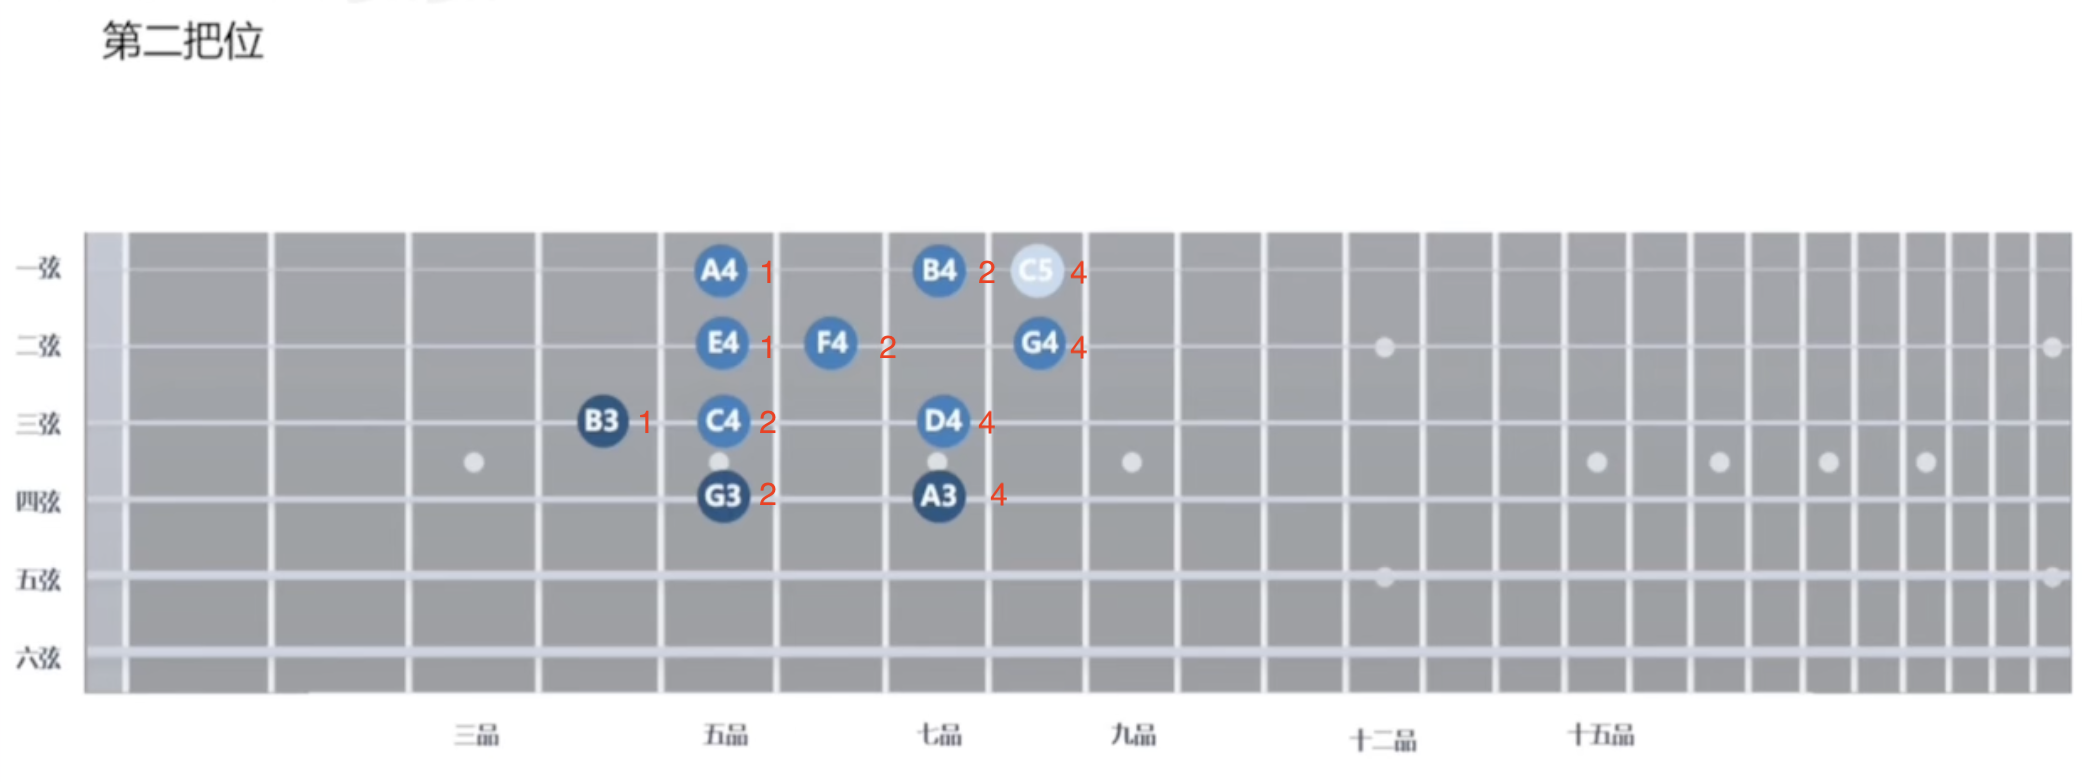 第二把位
一弦 A4 1 B4 2 C5 4
二弦 E4 1 F4 2 G4 4
三弦 B3 1 C4 2 D4 4
四弦 G3 2 A3 4
五弦
六弦
三品 五品 七品 九品 十二品 十五品